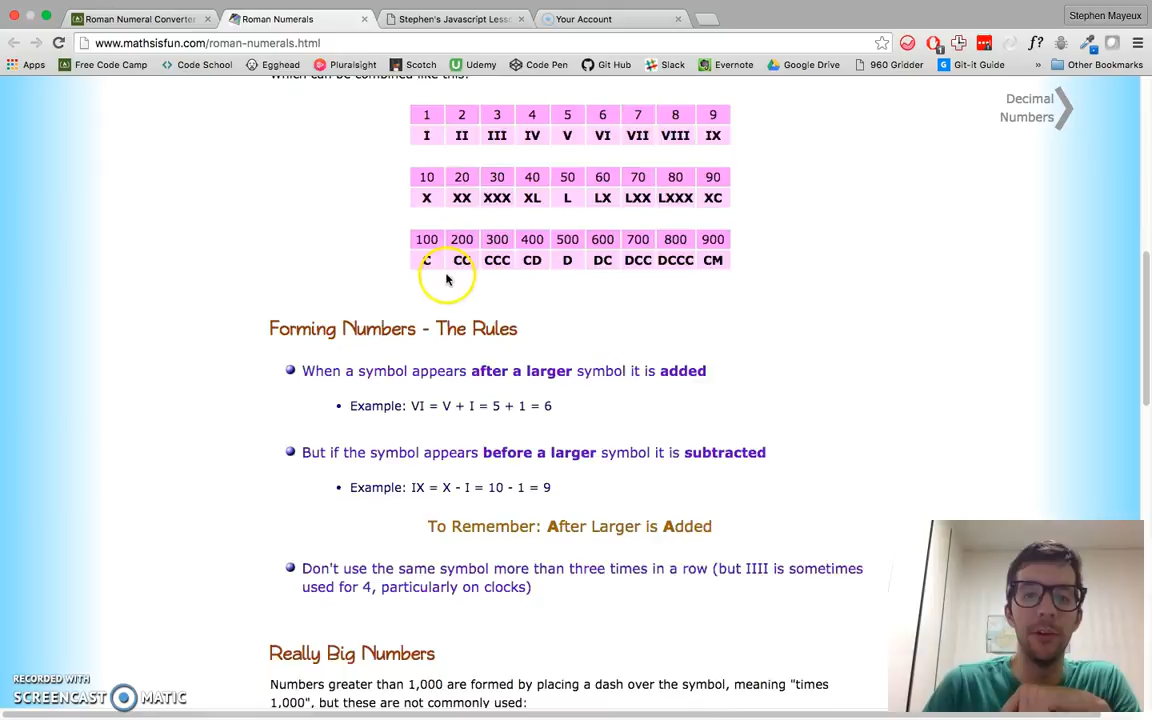 Roman Numeral Converter
Roman Numerals
Stephen's Javascript Less
Your Account
Stephen Mayeux
www.mathsisfun.com/roman-numerals.html
f?
1
Apps
Free Code Camp
Code School
Egghead
Pluralsight
Scotch
Udemy
Code Pen
Git Hub
Slack
Evernote
Google Drive
960 Gridder
Git-it Guide
»
Other Bookmarks
Which can be combined like this:
Decimal
Numbers
1 2 3 4 5 6 7 8 9
I II III IV V VI VII VIII IX
10 20 30 40 50 60 70 80 90
X XX XXX XL L LX LXX LXXX XC
100 200 300 400 500 600 700 800 900
C CC CCC CD D DC DCC DCCC CM
Forming Numbers - The Rules
When a symbol appears after a larger symbol it is added
• Example: VI = V + I = 5 + 1 = 6
But if the symbol appears before a larger symbol it is subtracted
• Example: IX = X - I = 10 - 1 = 9
To Remember: After Larger is Added
Don't use the same symbol more than three times in a row (but IIII is sometimes
used for 4, particularly on clocks)
Really Big Numbers
Numbers greater than 1,000 are formed by placing a dash over the symbol, meaning "times
1,000", but these are not commonly used:
RECORDED WITH
SCREENCAST MATIC